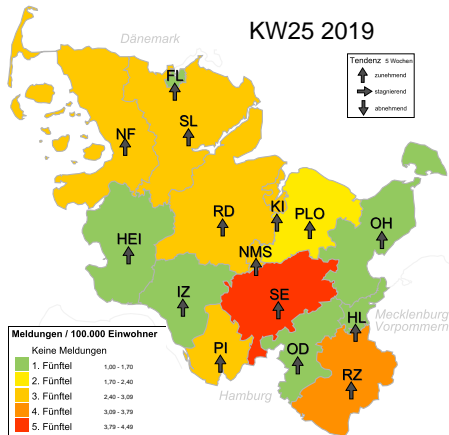 KW25 2019
Dänemark
Tendenz 5 Wochen
zunehmend
stagnierend
abnehmend
FL
SL
NF
KI
RD
PLO
OH
HEI
NMS
IZ
SE
HL
Mecklenburg
Vorpommern
PI
OD
RZ
Hamburg
Meldungen / 100.000 Einwohner
Keine Meldungen
1. Fünftel 1,00 - 1,70
2. Fünftel 1,70 - 2,40
3. Fünftel 2,40 - 3,09
4. Fünftel 3,09 - 3,79
5. Fünftel 3,79 - 4,49